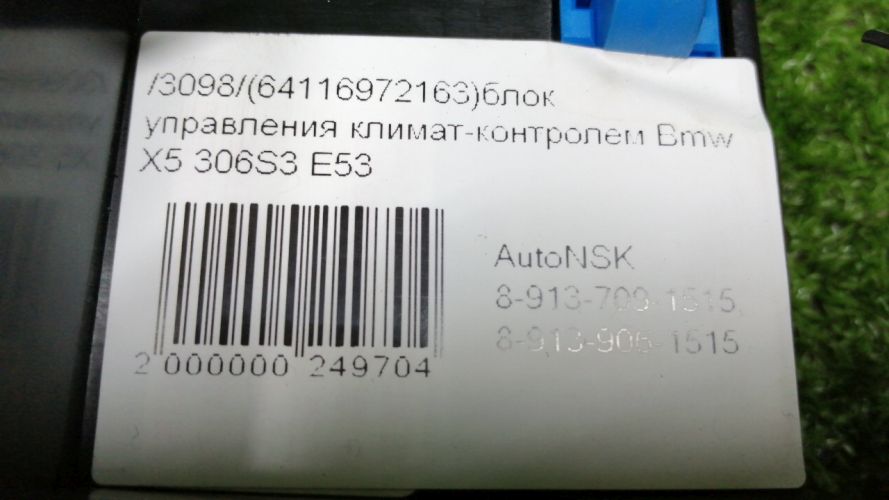 /3098/(64116972163)блок
управления климат-контролем Bmw
X5 306S3 E53
AutoNSK
8-913-709-1515
8-913-906-1515
2 000000 249704